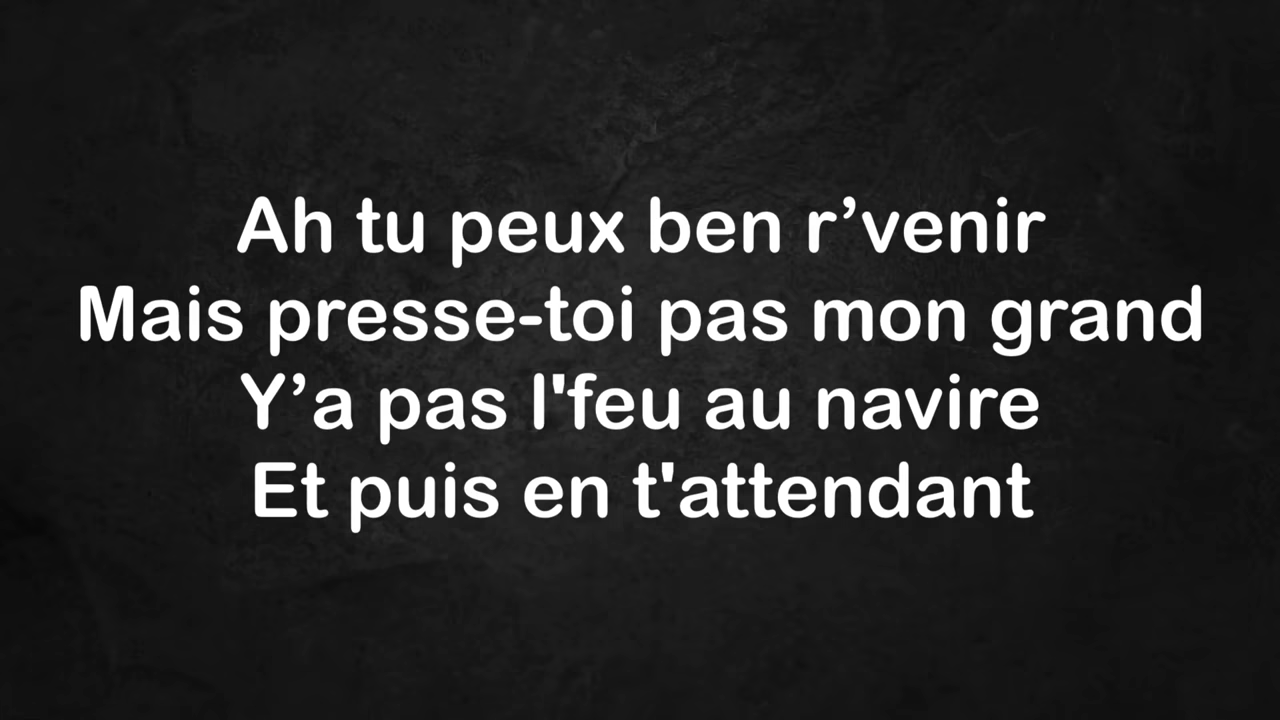 Ah tu peux ben r’venir
Mais presse-toi pas mon grand
Y’a pas l'feu au navire
Et puis en t'attendant